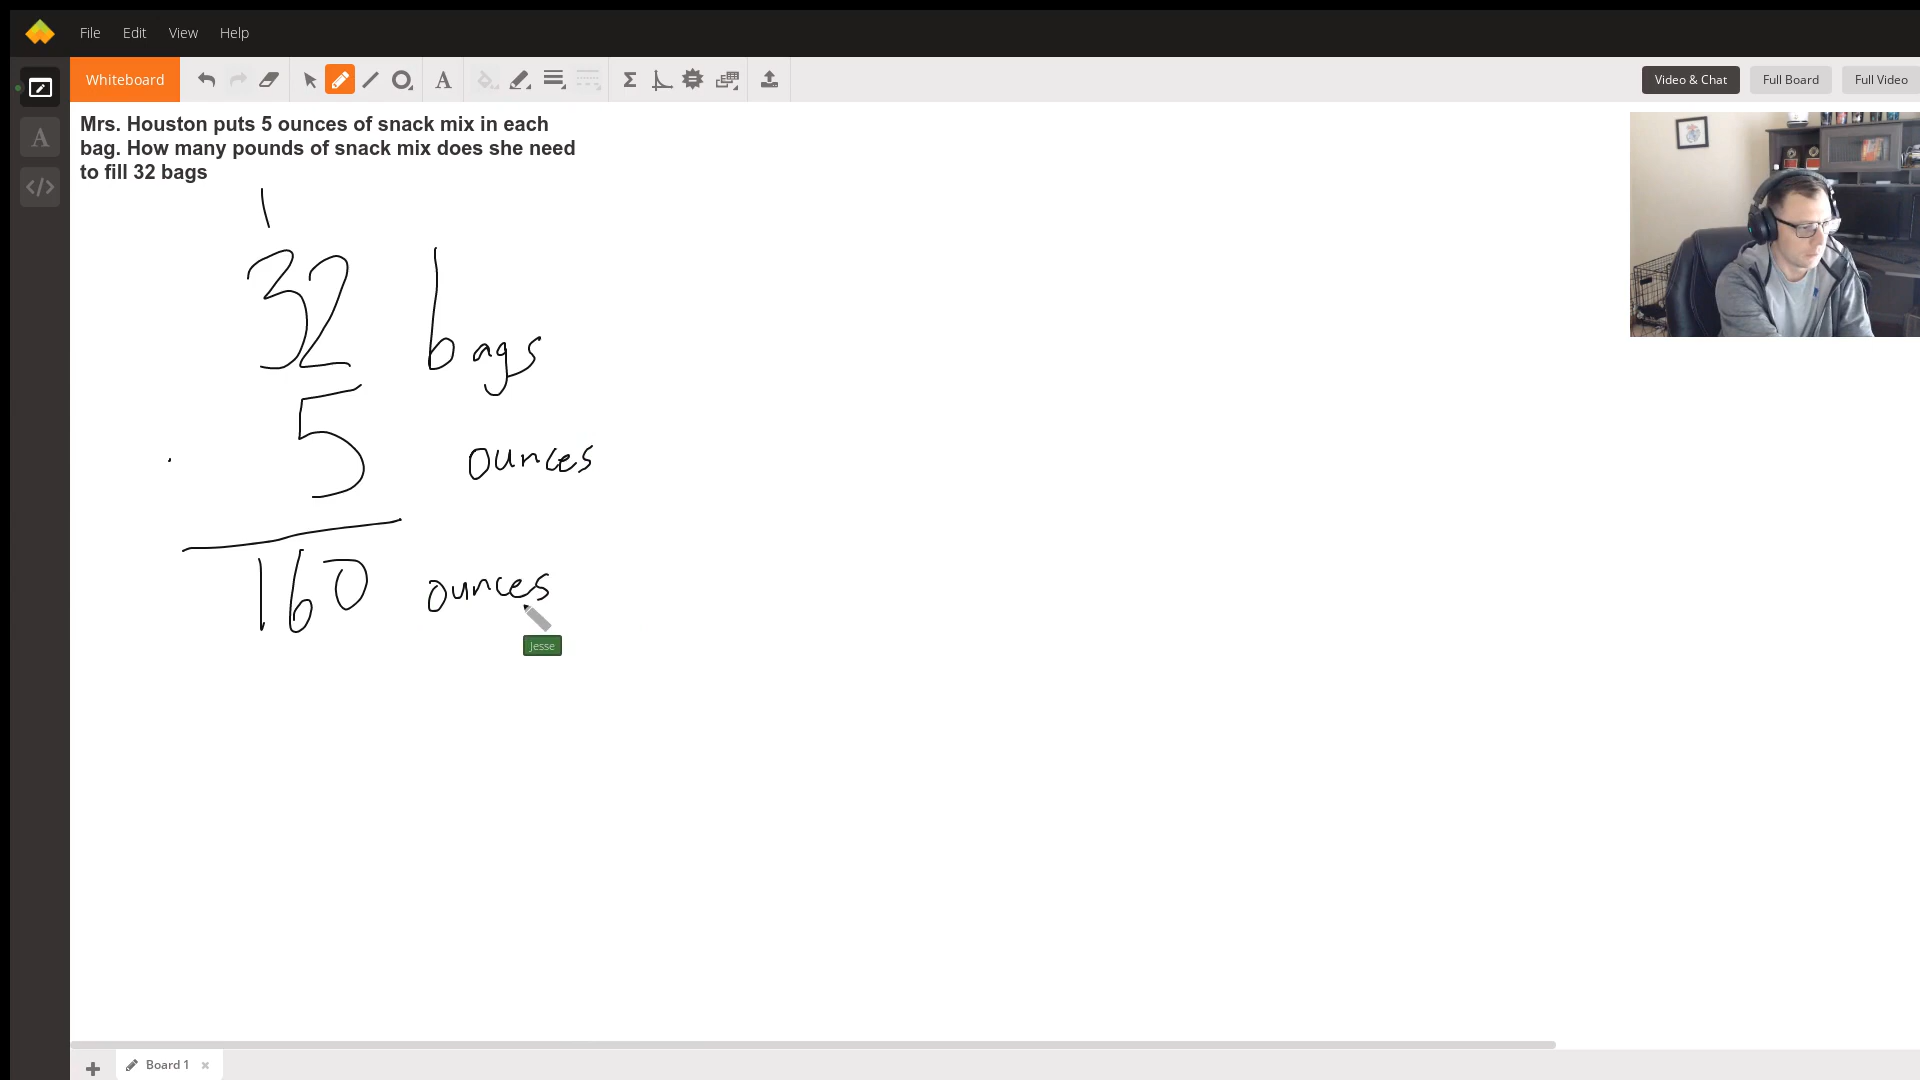 File Edit View Help
Whiteboard A Σ Video & Chat Full Board Full Video
A
</>
Mrs. Houston puts 5 ounces of snack mix in each
bag. How many pounds of snack mix does she need
to fill 32 bags
1
32 bags
5 ounces
160 ounces
Jesse
+ Board 1 ×